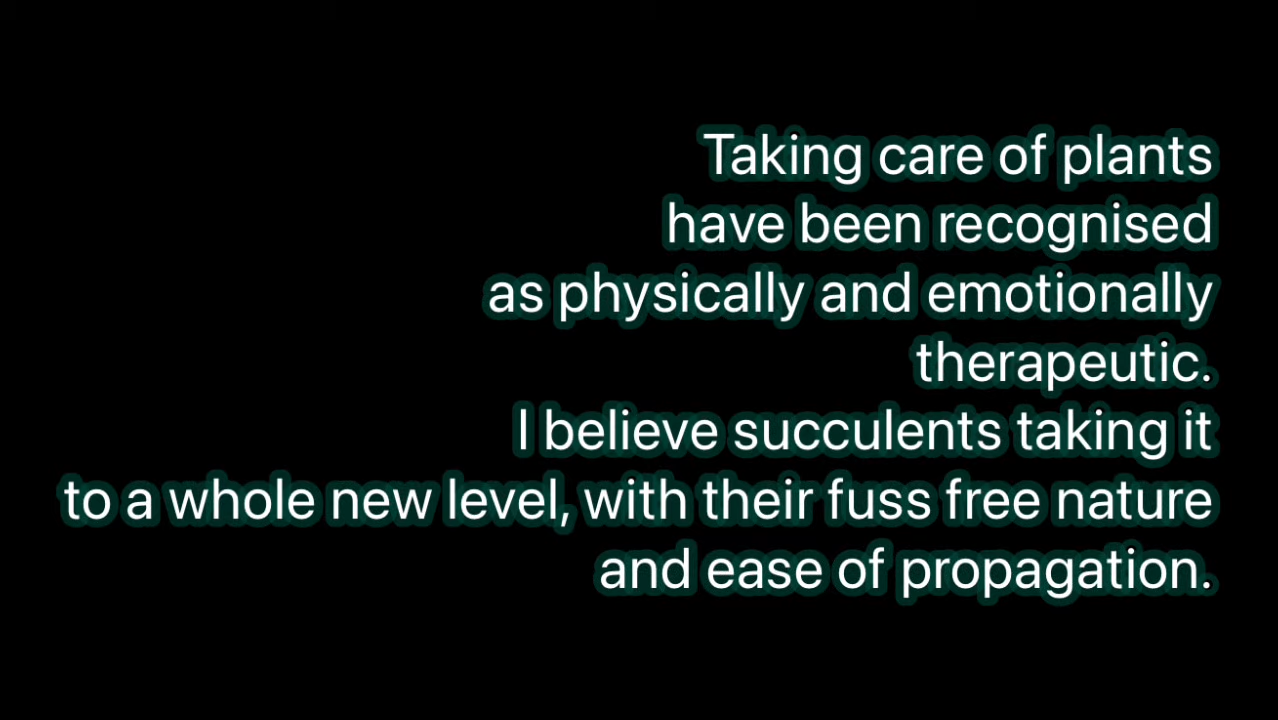 Taking care of plants
have been recognised
as physically and emotionally
therapeutic.
I believe succulents taking it
to a whole new level, with their fuss free nature
and ease of propagation.